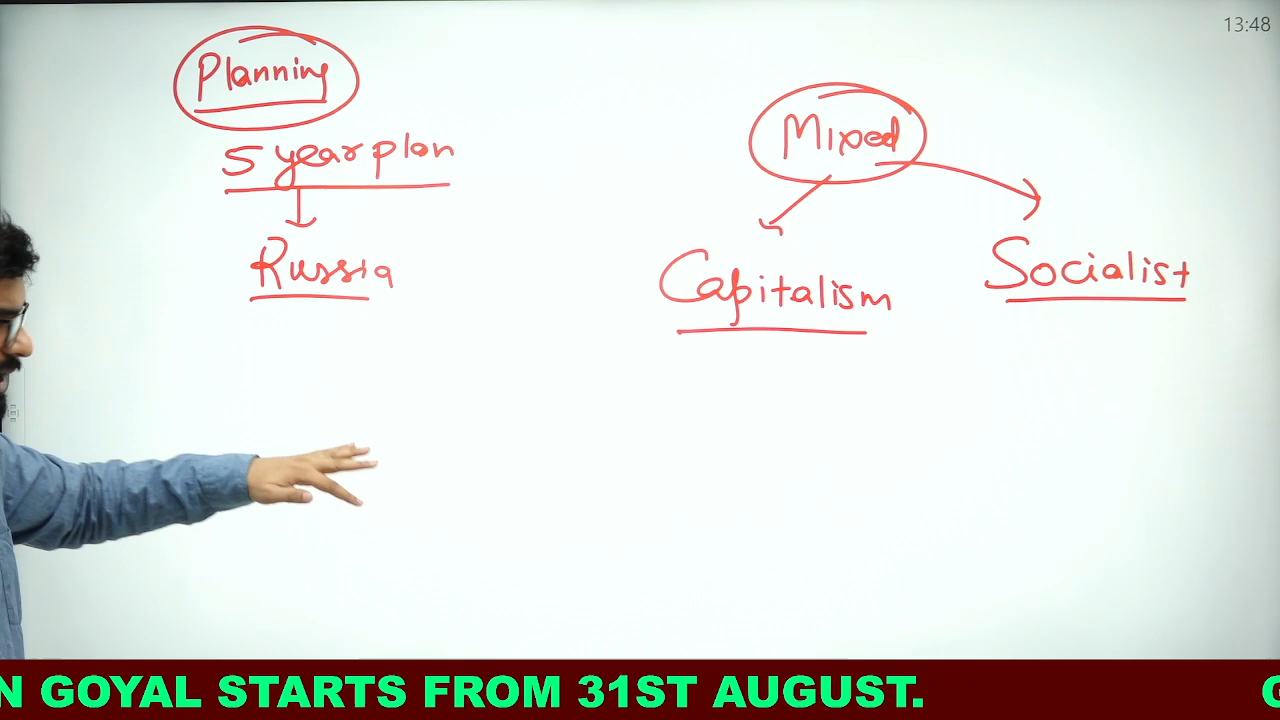 13:48
Planning
5 year plan
Russia
Mixed
Capitalism
Socialist
N GOYAL STARTS FROM 31ST AUGUST.